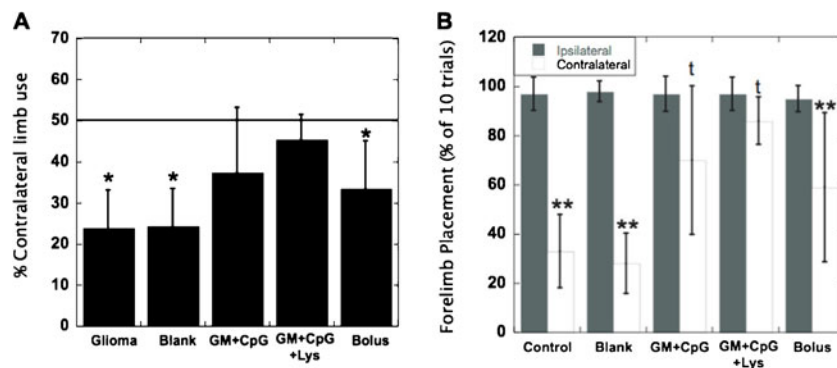 A
% Contralateral limb use
70
60
50
40
30
20
10
0
*
*
*
Glioma
Blank
GM+CpG
GM+CpG
+Lys
Bolus
B
Forelimb Placement (% of 10 trials)
120
100
80
60
40
20
0
Ipsilateral
Contralateral
**
**
t
t
**
Control
Blank
GM+CpG
GM+CpG
+Lys
Bolus